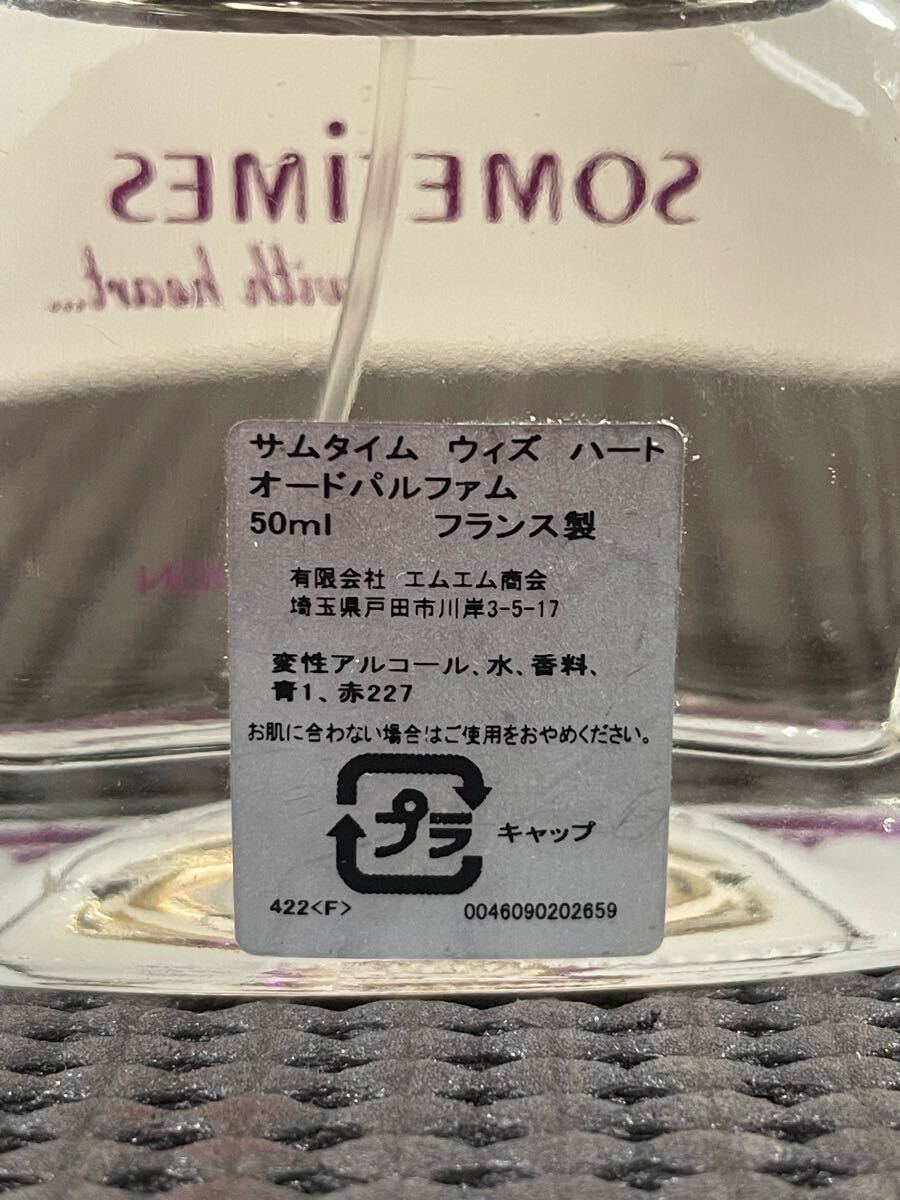 SOMETiMES
with heart...
サムタイム ウィズ ハート
オードパルファム
50ml フランス製
有限会社 エムエム商会
埼玉県戸田市川岸3-5-17
変性アルコール、水、香料、
青1、赤227
お肌に合わない場合はご使用をおやめください。
プラ キャップ
422<F> 0046090202659